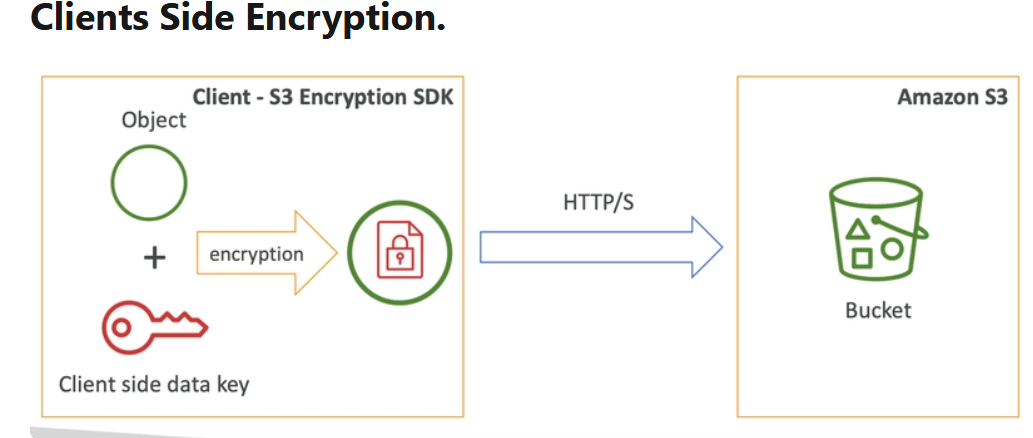 Clients Side Encryption.
Client - S3 Encryption SDK
Object
+
encryption
Client side data key
HTTP/S
Amazon S3
Bucket